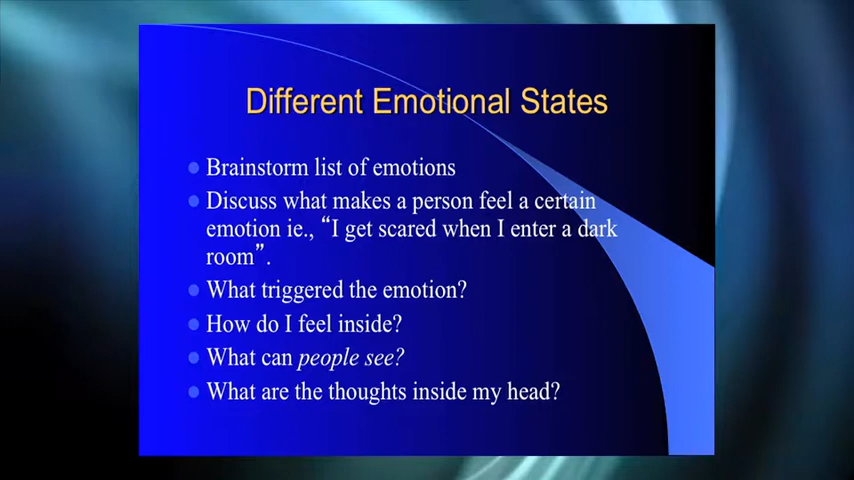 Different Emotional States
Brainstorm list of emotions
Discuss what makes a person feel a certain
emotion ie., “I get scared when I enter a dark
room”.
What triggered the emotion?
How do I feel inside?
What can people see?
What are the thoughts inside my head?